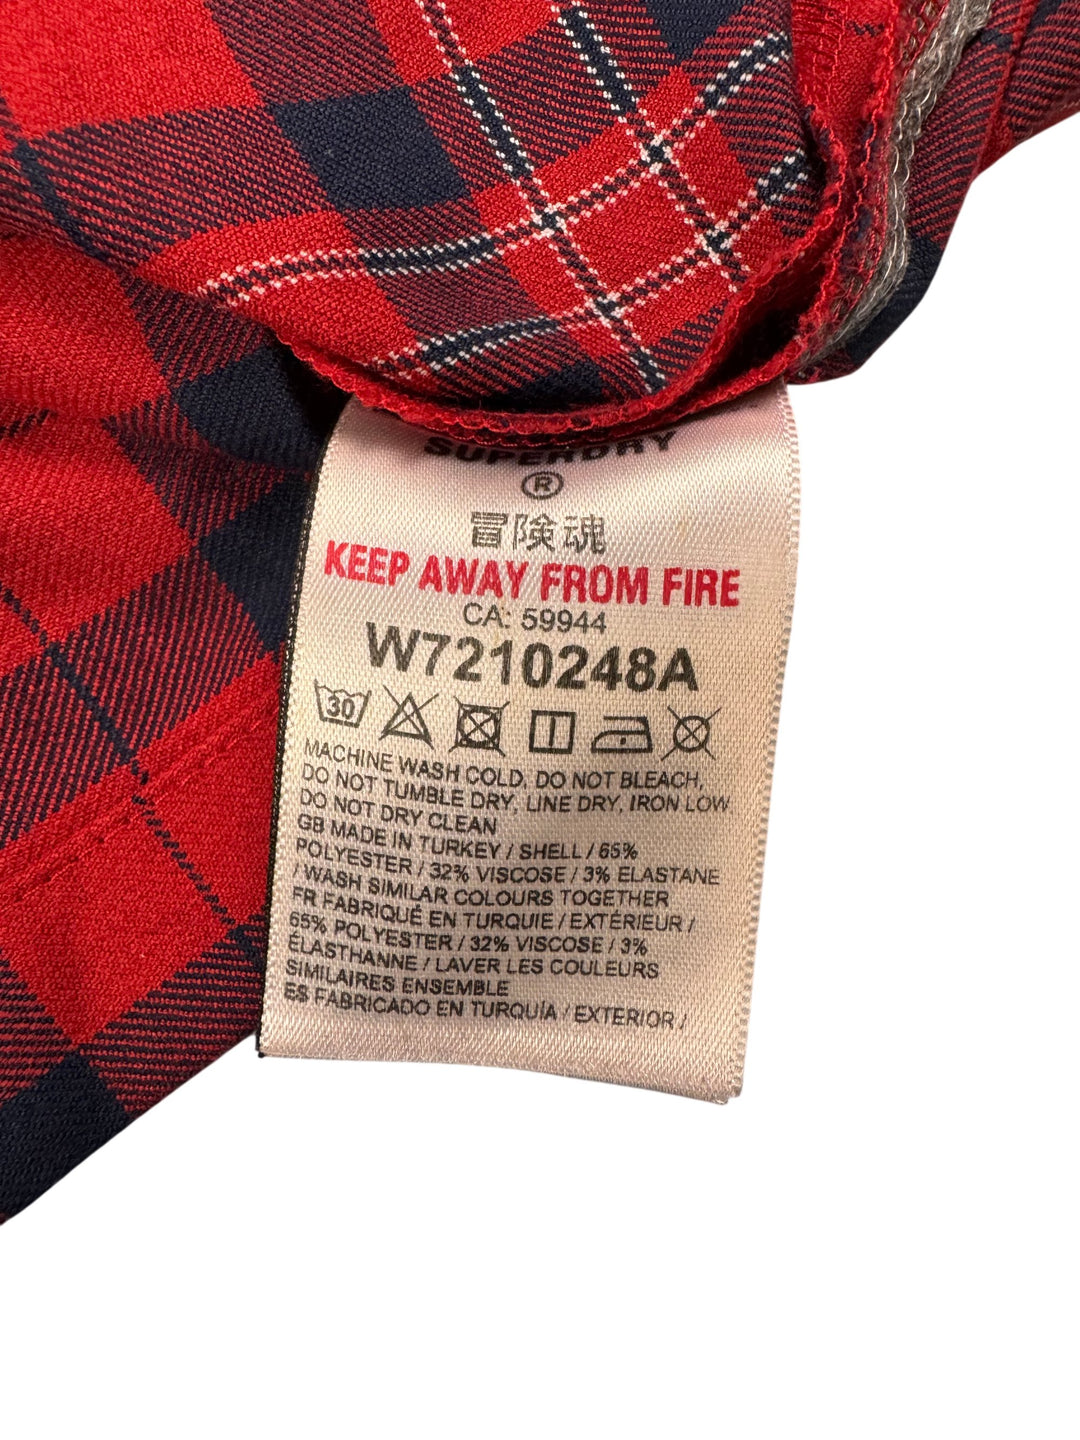 SUPERDRY
®
冒険魂
KEEP AWAY FROM FIRE
CA: 59944
W7210248A
30
MACHINE WASH COLD, DO NOT BLEACH,
DO NOT TUMBLE DRY, LINE DRY, IRON LOW
DO NOT DRY CLEAN
GB MADE IN TURKEY / SHELL / 65%
POLYESTER / 32% VISCOSE / 3% ELASTANE
/ WASH SIMILAR COLOURS TOGETHER
FR FABRIQUÉ EN TURQUIE / EXTÉRIEUR /
65% POLYESTER / 32% VISCOSE / 3%
ÉLASTHANNE / LAVER LES COULEURS
SIMILAIRES ENSEMBLE
ES FABRICADO EN TURQUÍA / EXTERIOR /